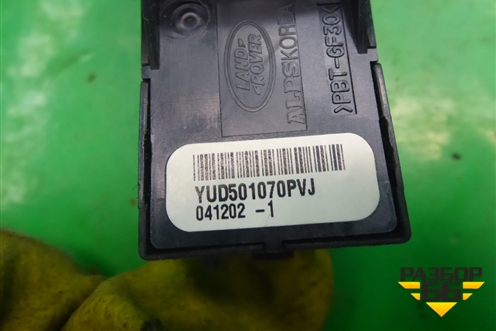 LAND
ROVER
ALPSKOREA
>PBT-GF30<
YUD501070PVJ
041202 -1
РАЗБОР